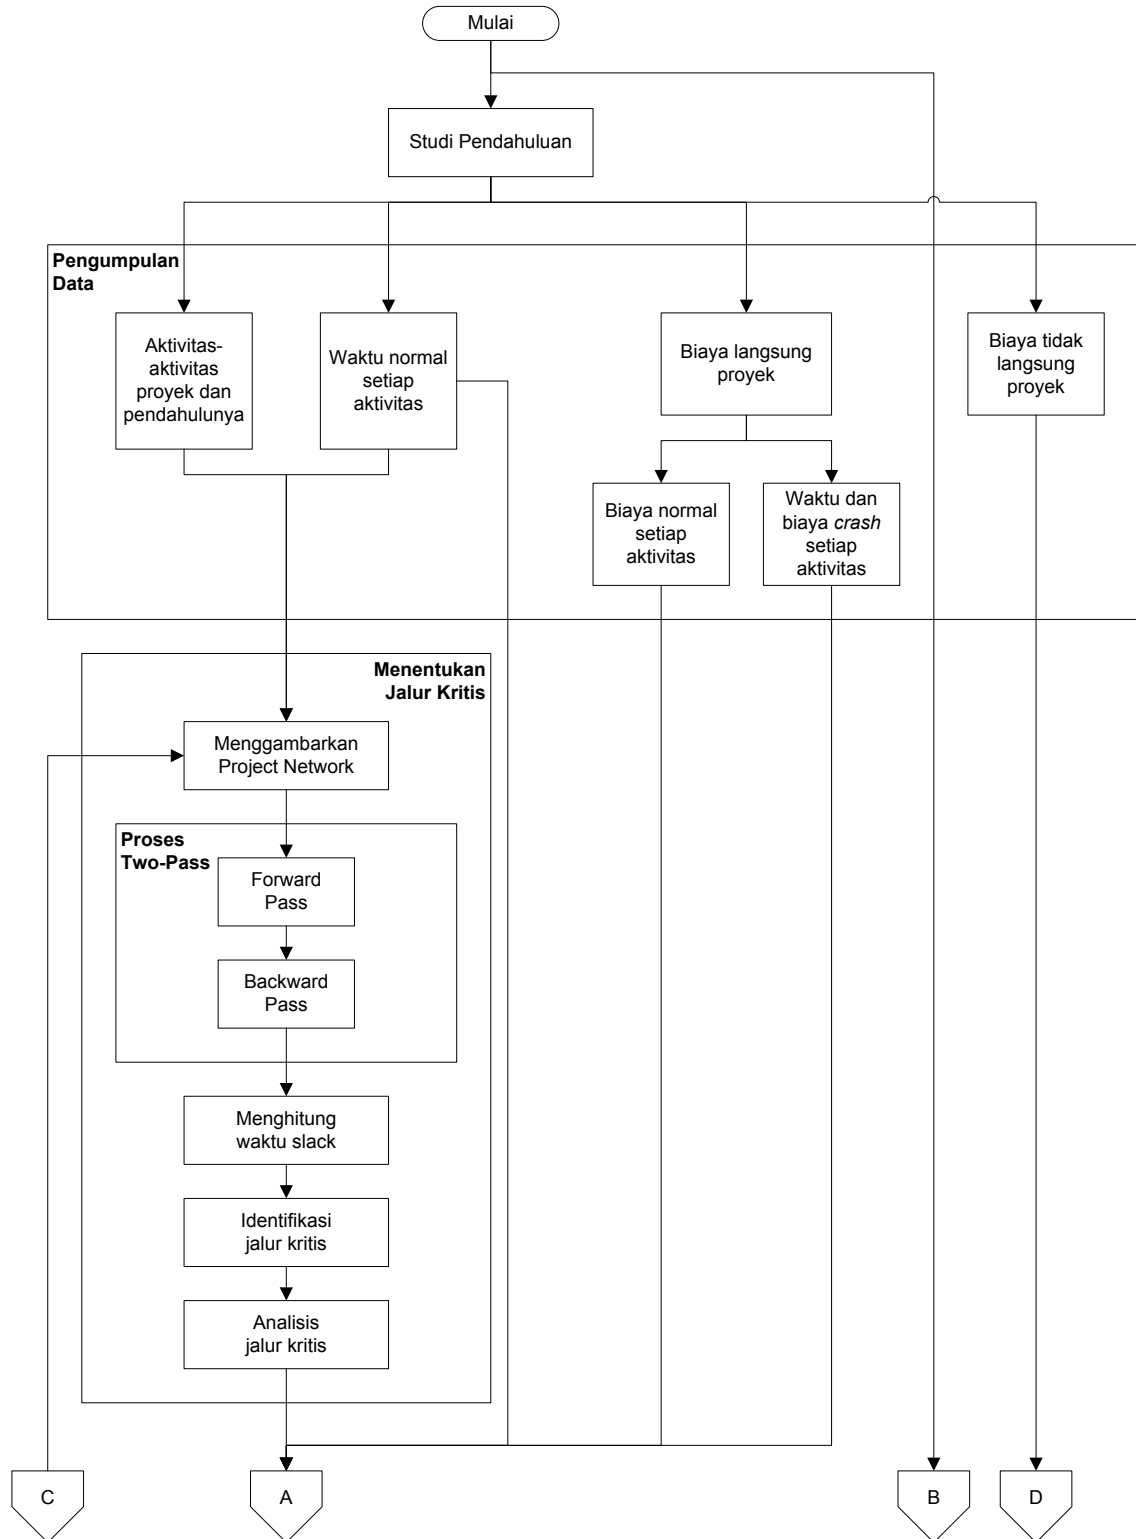 Mulai
Studi Pendahuluan
Pengumpulan
Data
Aktivitas-
aktivitas
proyek dan
pendahulunya
Waktu normal
setiap
aktivitas
Biaya langsung
proyek
Biaya tidak
langsung
proyek
Biaya normal
setiap
aktivitas
Waktu dan
biaya crash
setiap
aktivitas
Menentukan
Jalur Kritis
Menggambarkan
Project Network
Proses
Two-Pass
Forward
Pass
Backward
Pass
Menghitung
waktu slack
Identifikasi
jalur kritis
Analisis
jalur kritis
C
A
B
D